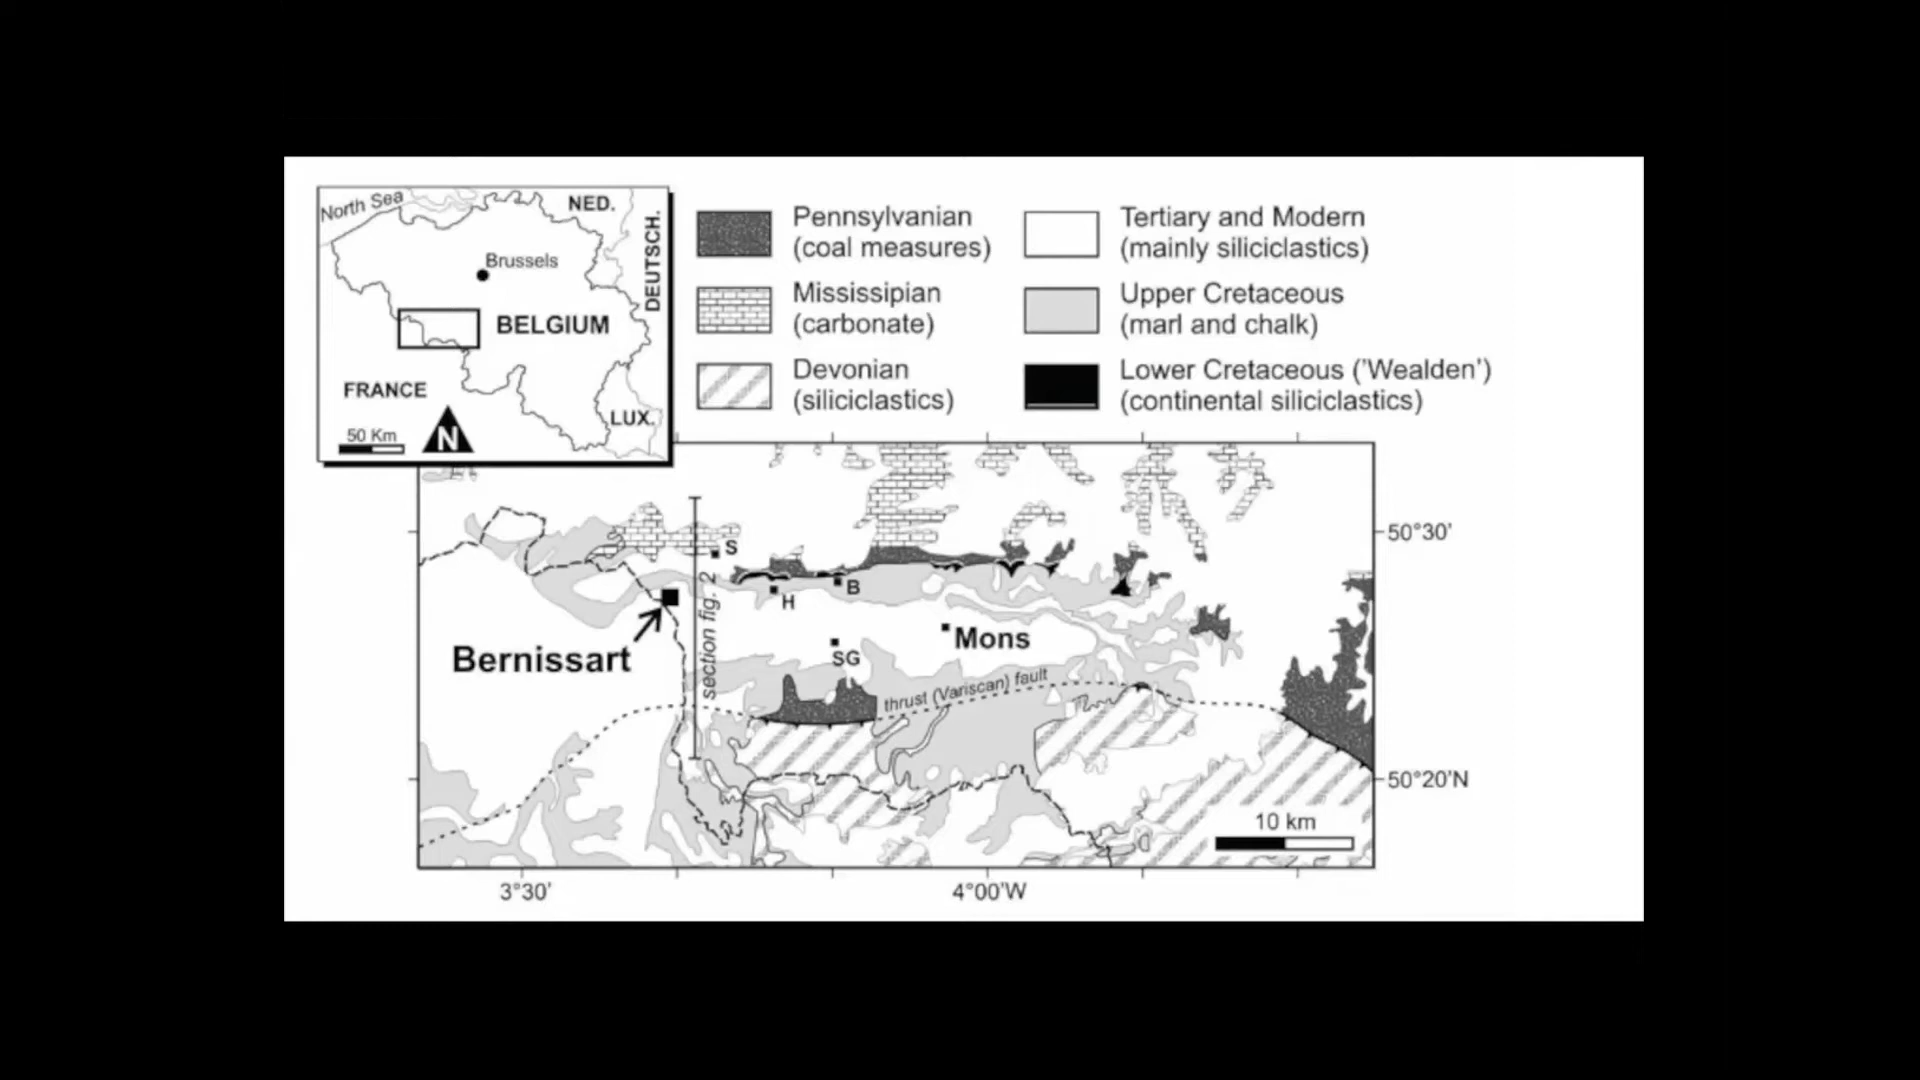 North Sea
NED.
DEUTSCH.
Brussels
BELGIUM
FRANCE
LUX.
50 Km
N
Pennsylvanian
(coal measures)
Mississipian
(carbonate)
Devonian
(siliciclastics)
Tertiary and Modern
(mainly siliciclastics)
Upper Cretaceous
(marl and chalk)
Lower Cretaceous ('Wealden')
(continental siliciclastics)
50°30'
S
section fig. 2
H
B
Bernissart
Mons
SG
thrust (Variscan) fault
50°20'N
10 km
3°30'
4°00'W